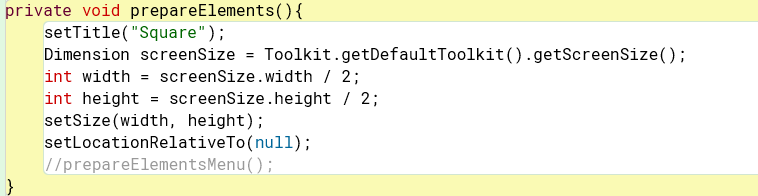 private void prepareElements(){
setTitle("Square");
Dimension screenSize = Toolkit.getDefaultToolkit().getScreenSize();
int width = screenSize.width / 2;
int height = screenSize.height / 2;
setSize(width, height);
setLocationRelativeTo(null);
//prepareElementsMenu();
}